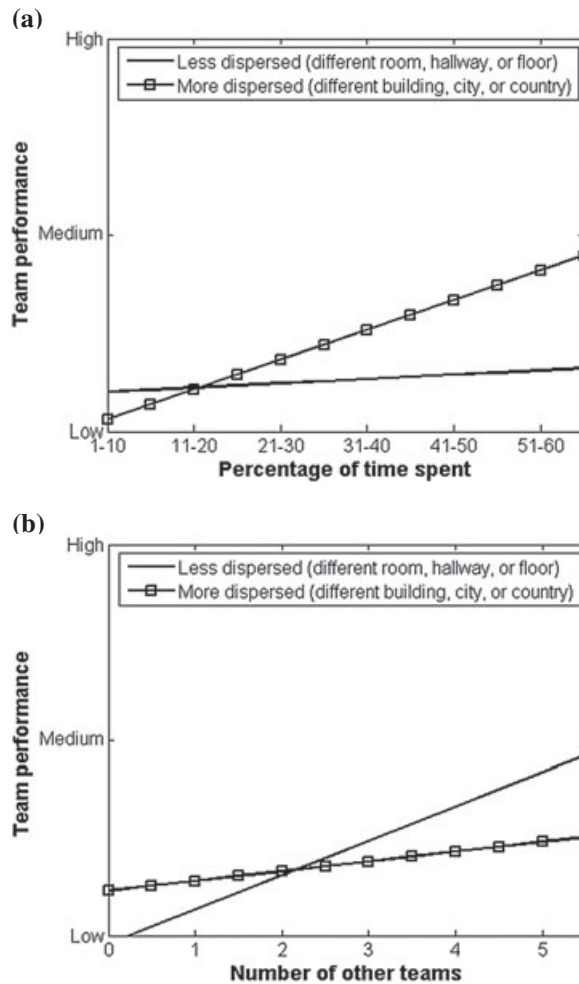 (a)
High
Less dispersed (different room, hallway, or floor)
More dispersed (different building, city, or country)
Team performance
Medium
Low
1-10 11-20 21-30 31-40 41-50 51-60
Percentage of time spent
(b)
High
Less dispersed (different room, hallway, or floor)
More dispersed (different building, city, or country)
Team performance
Medium
Low
0 1 2 3 4 5
Number of other teams